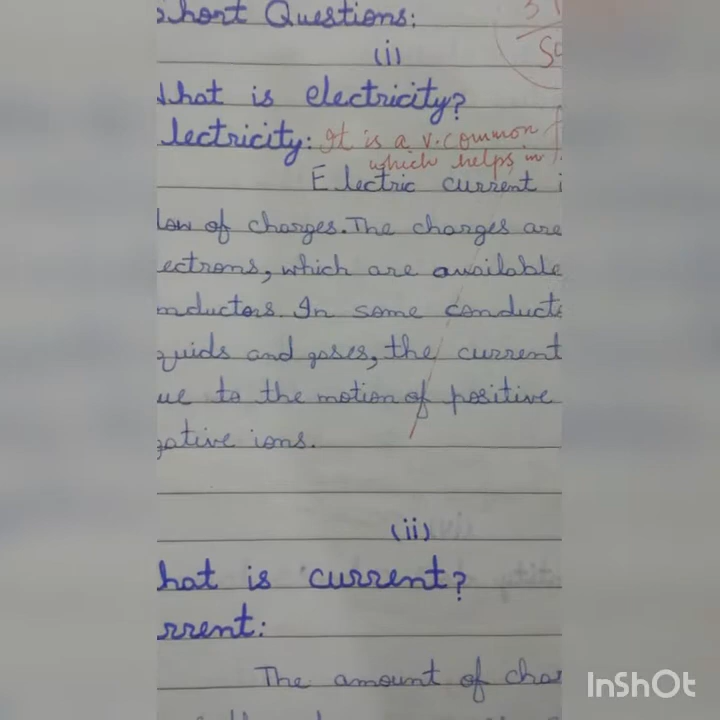 hort Questions:
(i)
hat is electricity?
lectricity: It is a v. common
which helps in
Electric current i
low of charges. The charges are
ectrons, which are available
nductors. In some conduct
quids and gases, the current
ue to the motion of positive
gative ions.
(ii)
hat is current?
rrent:
The amount of char
InShOt